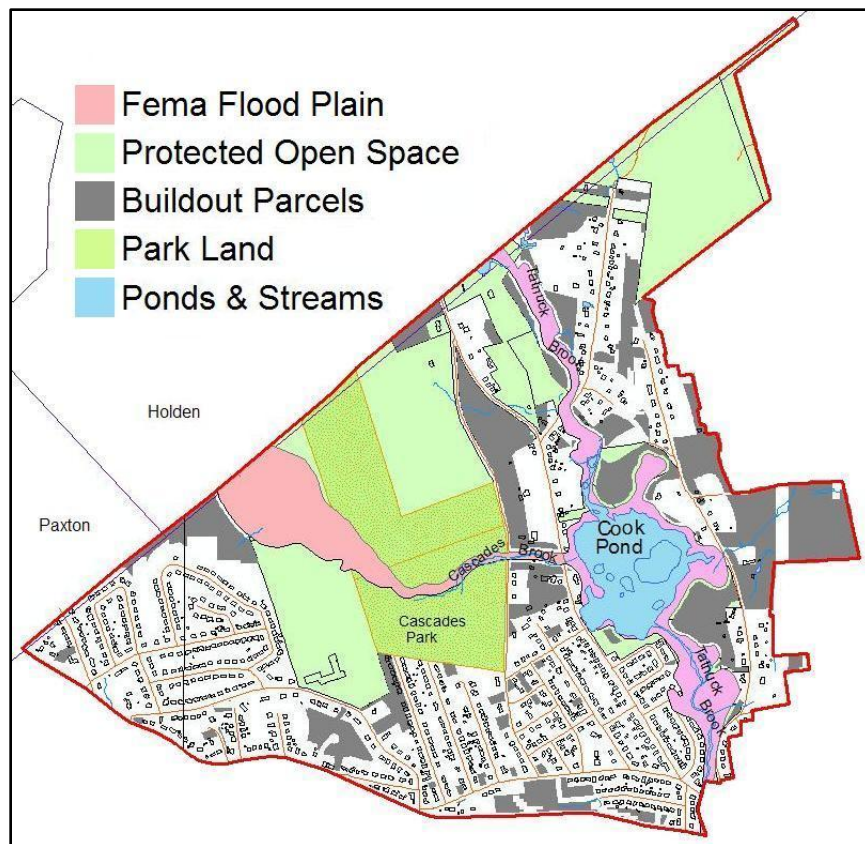 Fema Flood Plain
Protected Open Space
Buildout Parcels
Park Land
Ponds & Streams
Tatnuck
Brook
Holden
Paxton
Cook
Pond
Cascades
Brook
Cascades
Park
Tatnuck
Brook